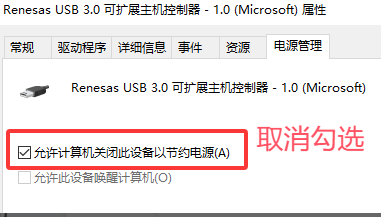 Renesas USB 3.0 可扩展主机控制器 - 1.0 (Microsoft) 属性
常规 驱动程序 详细信息 事件 资源 电源管理
Renesas USB 3.0 可扩展主机控制器 - 1.0 (Microsoft)
允许计算机关闭此设备以节约电源(A) 取消勾选
允许此设备唤醒计算机(O)